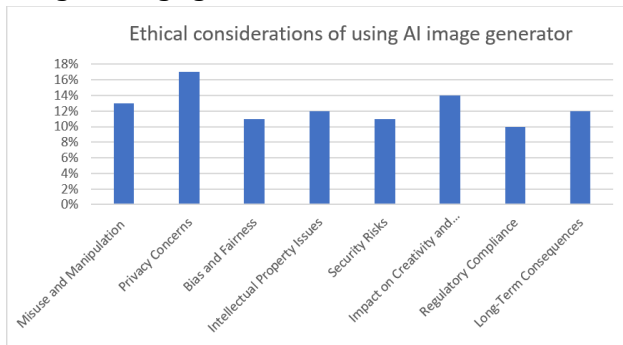 Ethical considerations of using AI image generator
18%
16%
14%
12%
10%
8%
6%
4%
2%
0%
Misuse and Manipulation
Privacy Concerns
Bias and Fairness
Intellectual Property Issues
Security Risks
Impact on Creativity and...
Regulatory Compliance
Long-Term Consequences